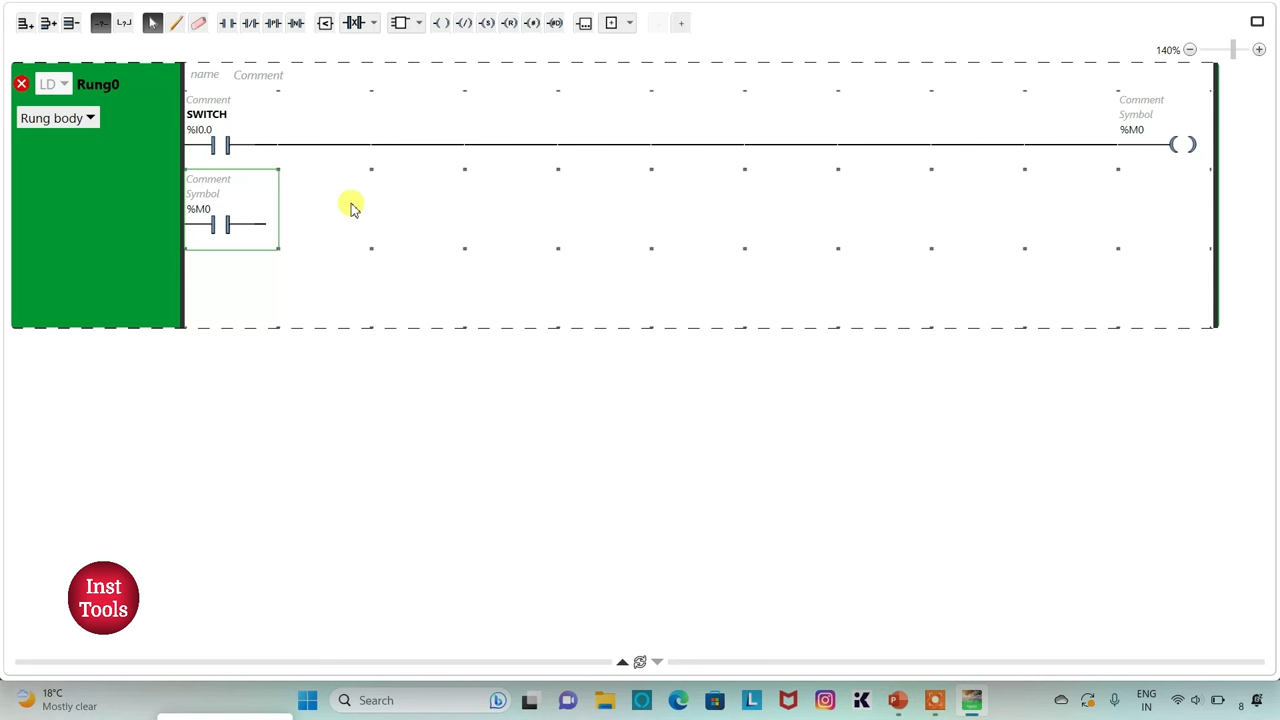 140%
LD Rung0
name Comment
Rung body
Comment
SWITCH
%I0.0
Comment
Symbol
%M0
Comment
Symbol
%M0
Inst
Tools
18°C
Mostly clear
Search
ENG
IN
8